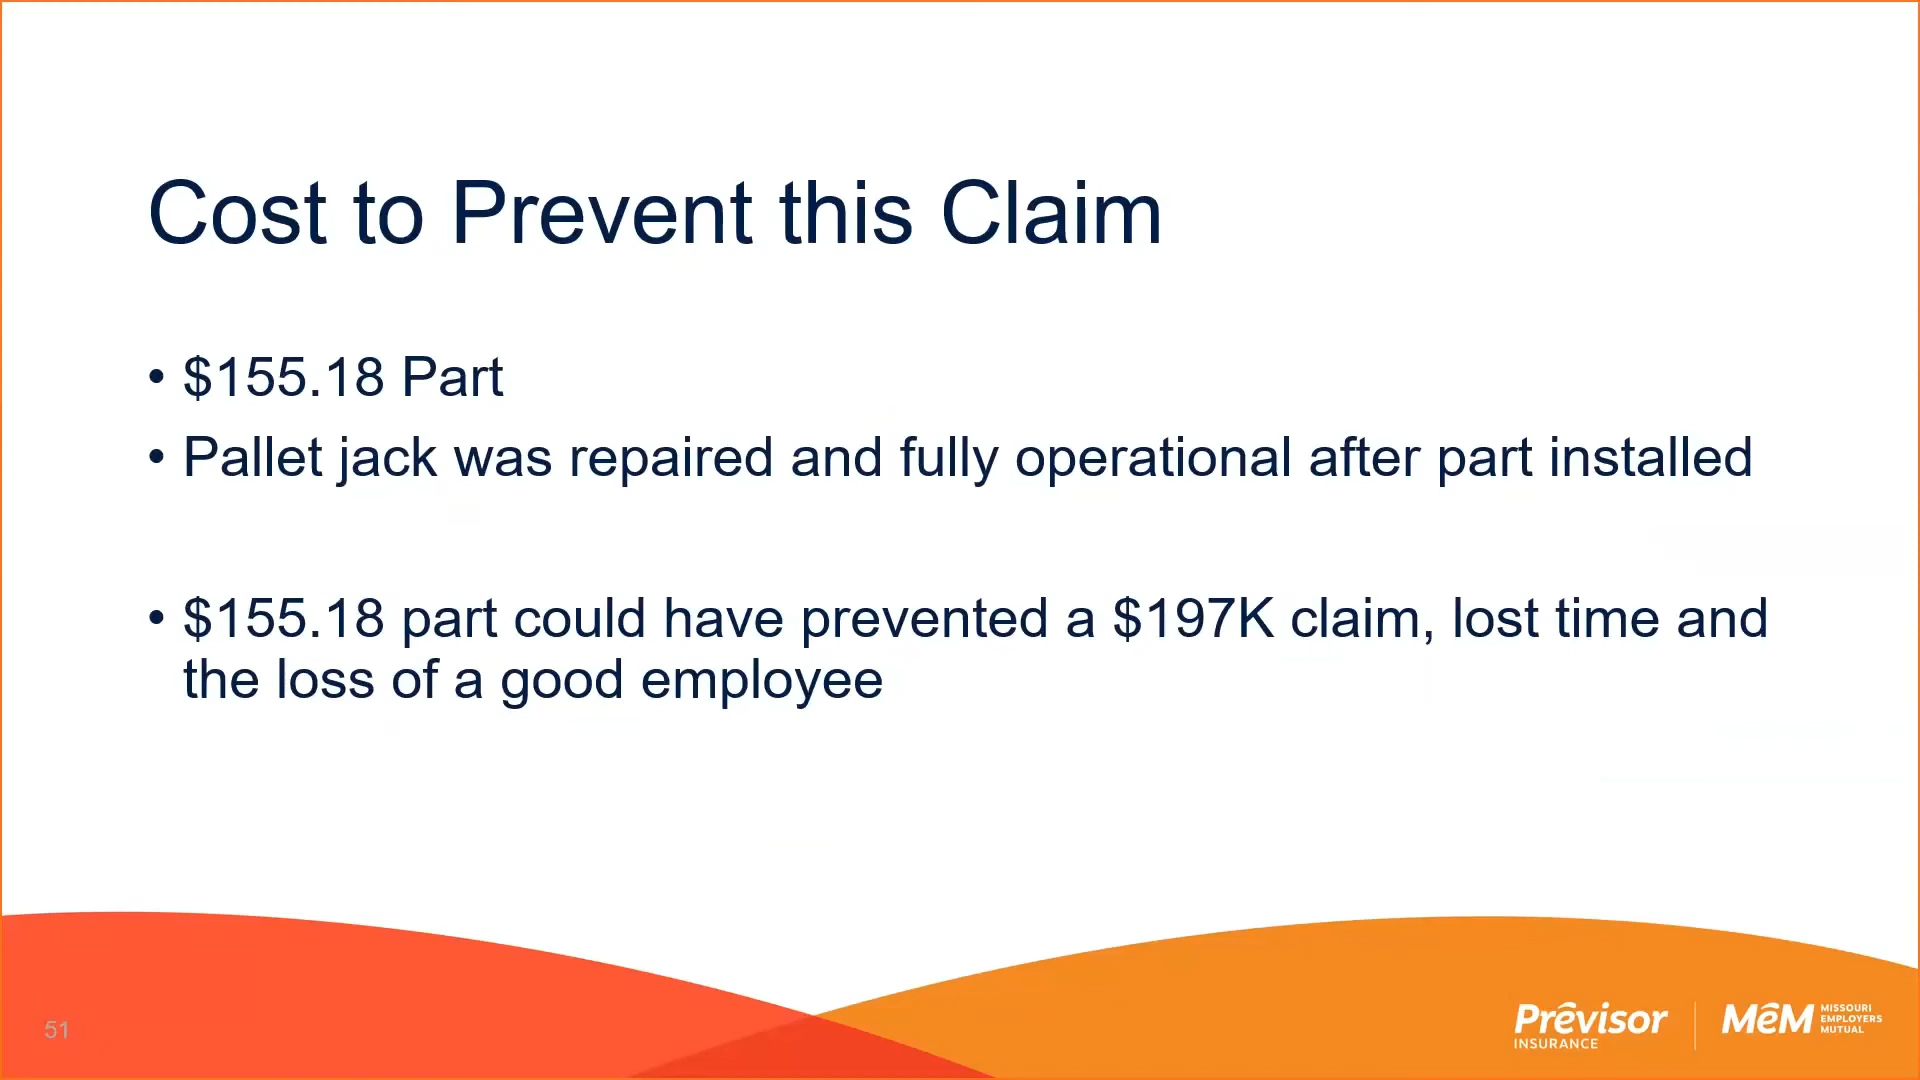 Cost to Prevent this Claim
• $155.18 Part
• Pallet jack was repaired and fully operational after part installed
• $155.18 part could have prevented a $197K claim, lost time and
the loss of a good employee
51
Prêvisor
INSURANCE
MêM
MISSOURI
EMPLOYERS
MUTUAL